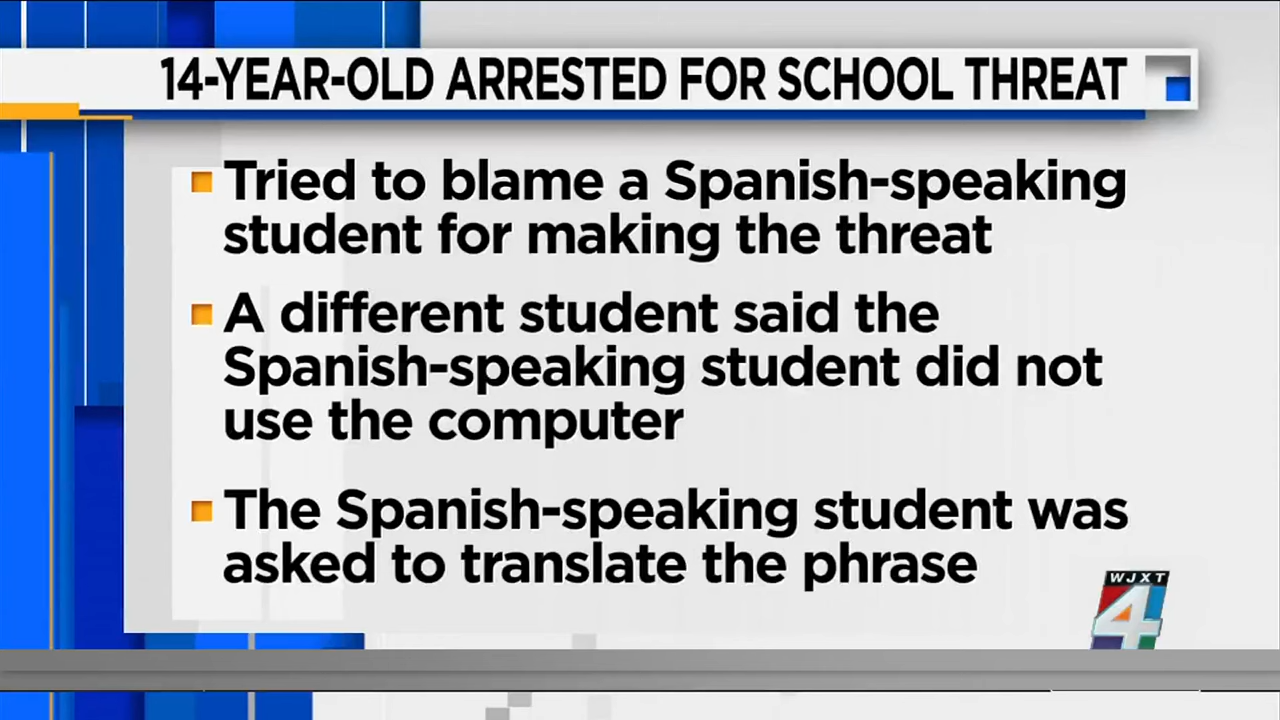 14-YEAR-OLD ARRESTED FOR SCHOOL THREAT
Tried to blame a Spanish-speaking
student for making the threat
A different student said the
Spanish-speaking student did not
use the computer
The Spanish-speaking student was
asked to translate the phrase
WJXT
4